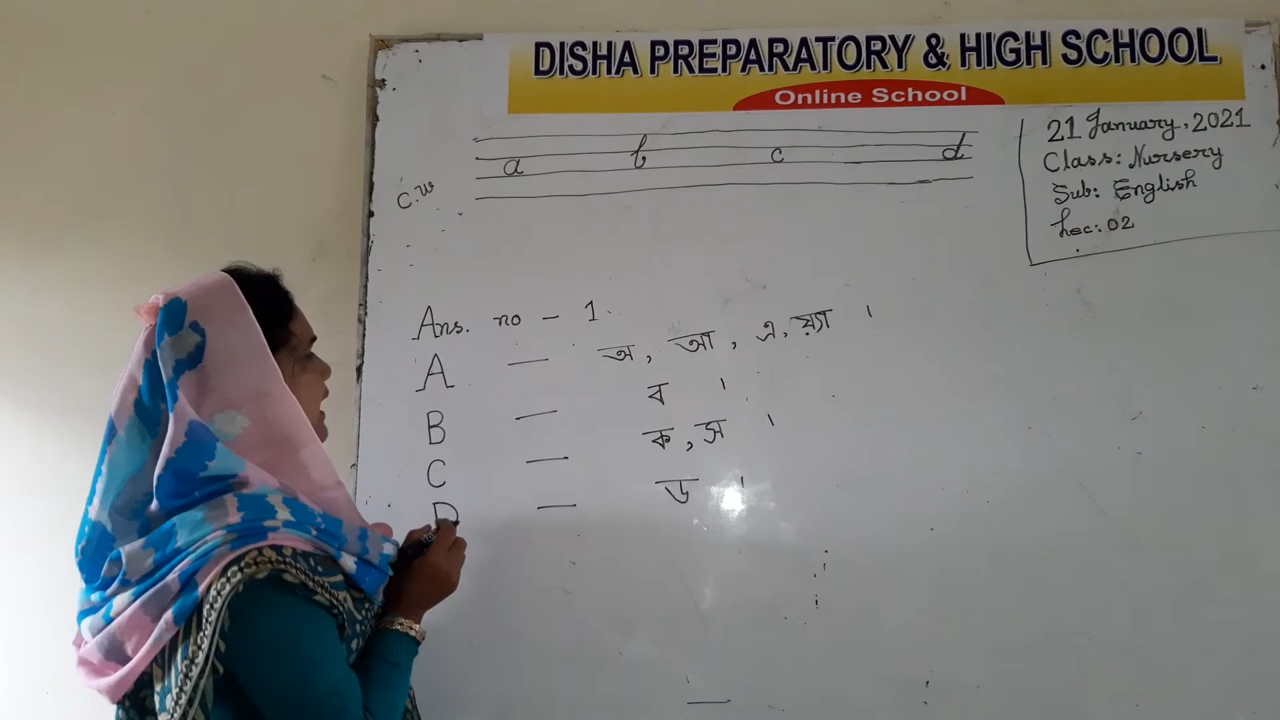 DISHA PREPARATORY & HIGH SCHOOL
Online School
21 January, 2021
Class: Nursery
Sub: English
Lec: 02
C.W
a b c d
Ans. no - 1.
A — অ, আ, এ, য়্যা ।
B — ব ।
C — ক, স ।
D — ড ।